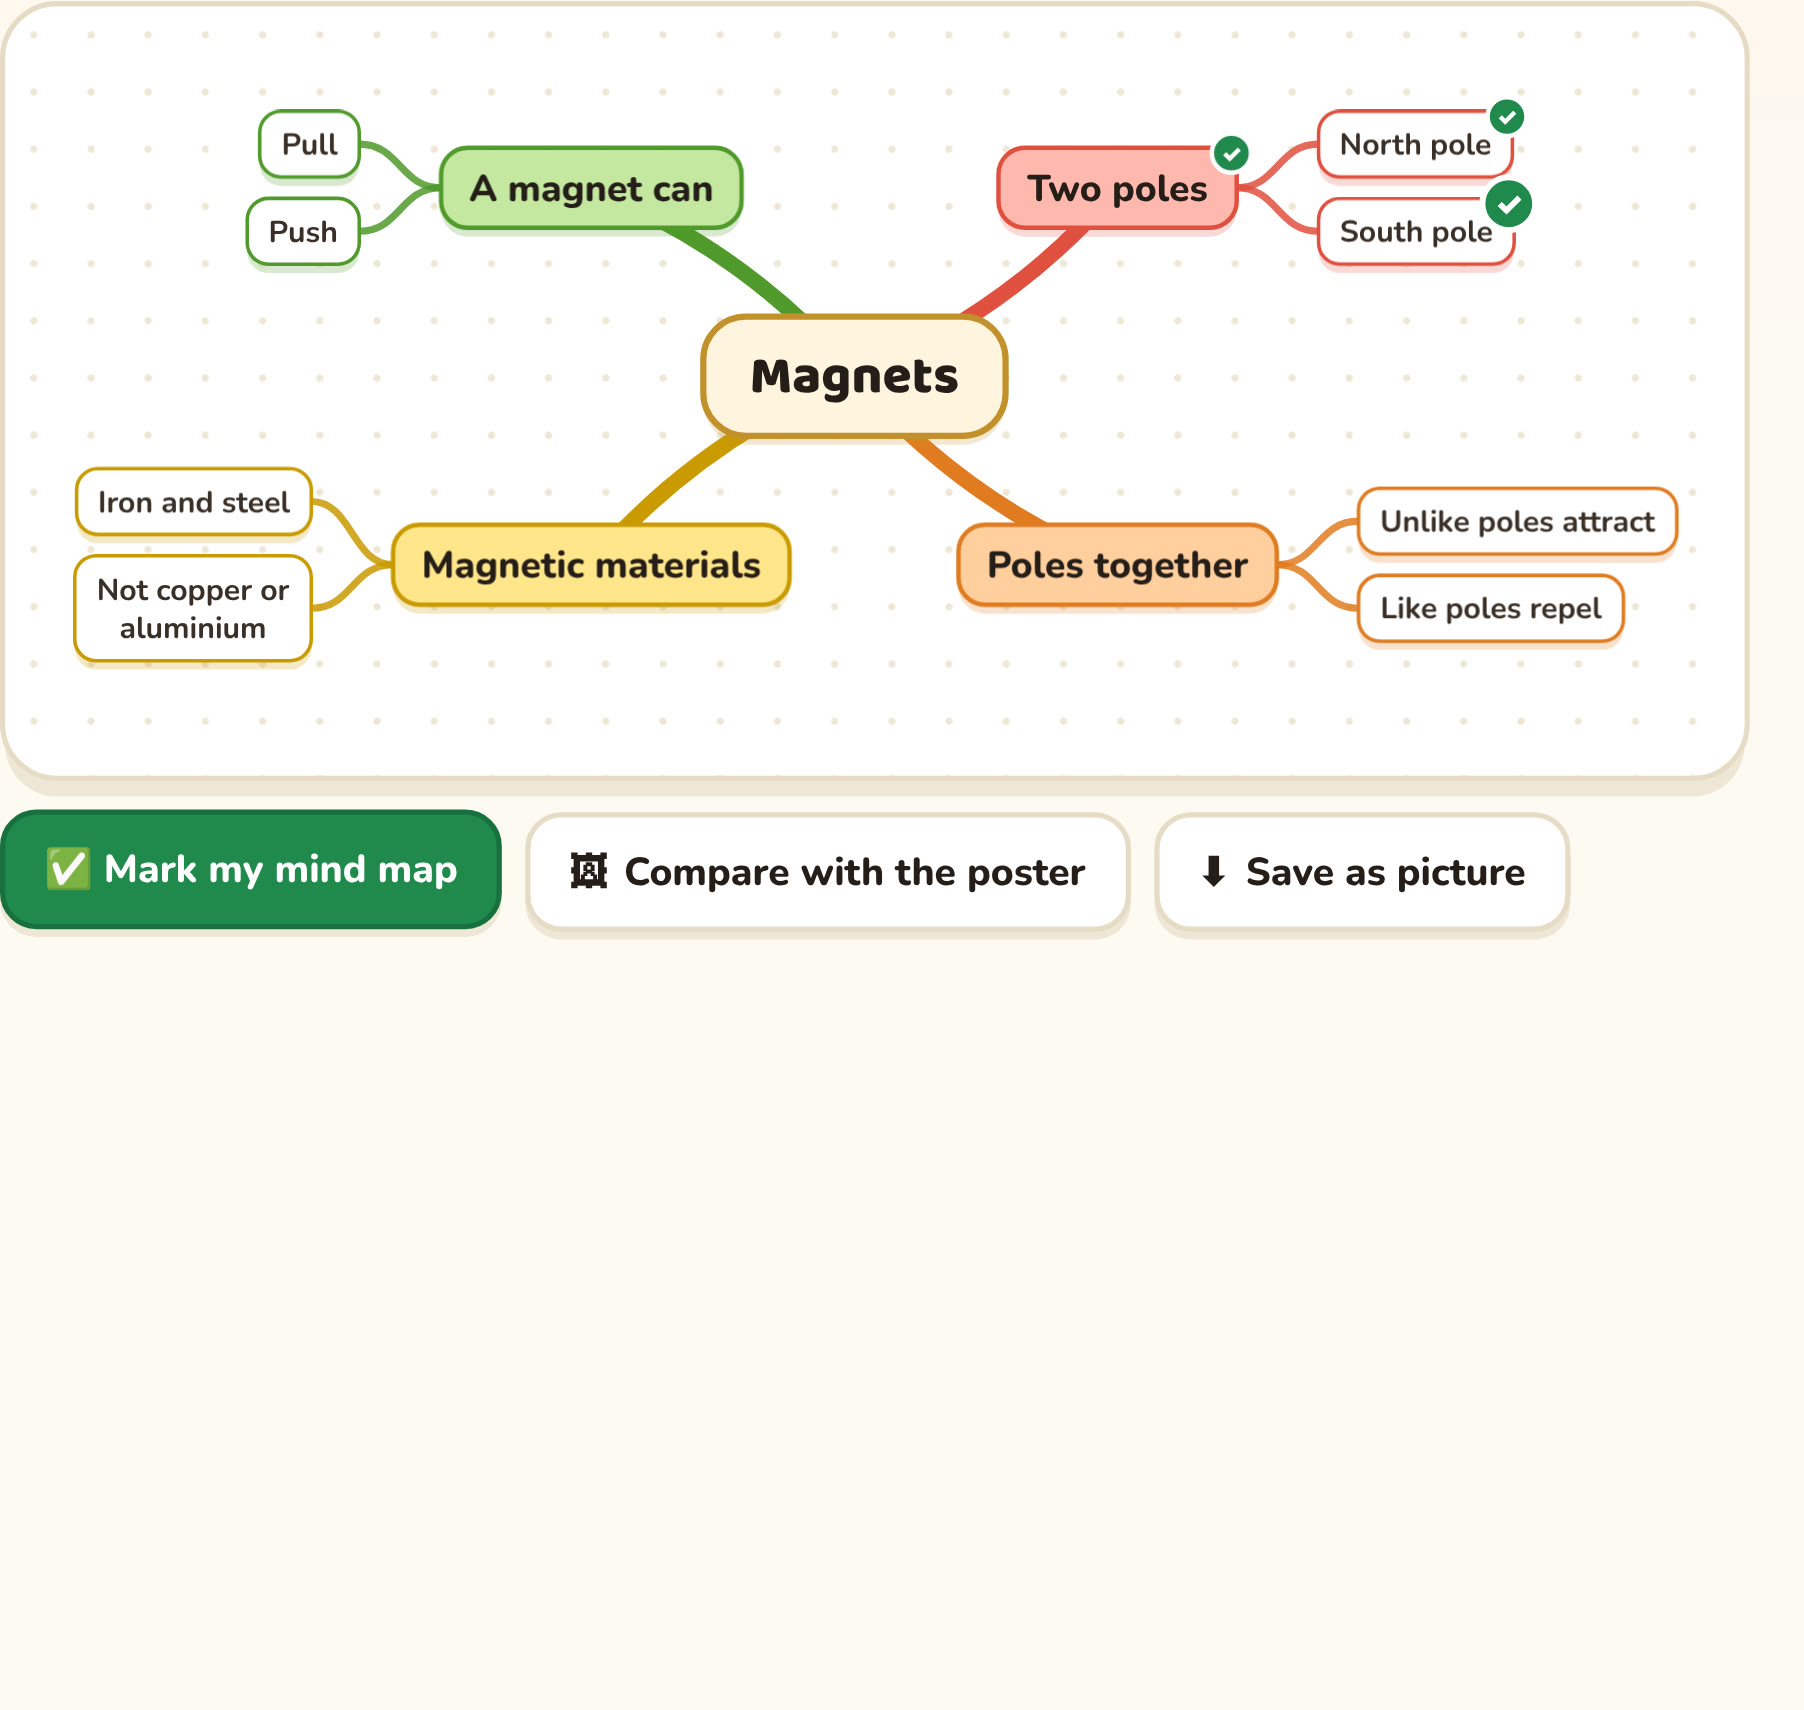 Pull
Push
A magnet can
Two poles
North pole
South pole
Magnets
Iron and steel
Not copper or
aluminium
Magnetic materials
Poles together
Unlike poles attract
Like poles repel
✅ Mark my mind map
🖼 Compare with the poster
⬇ Save as picture